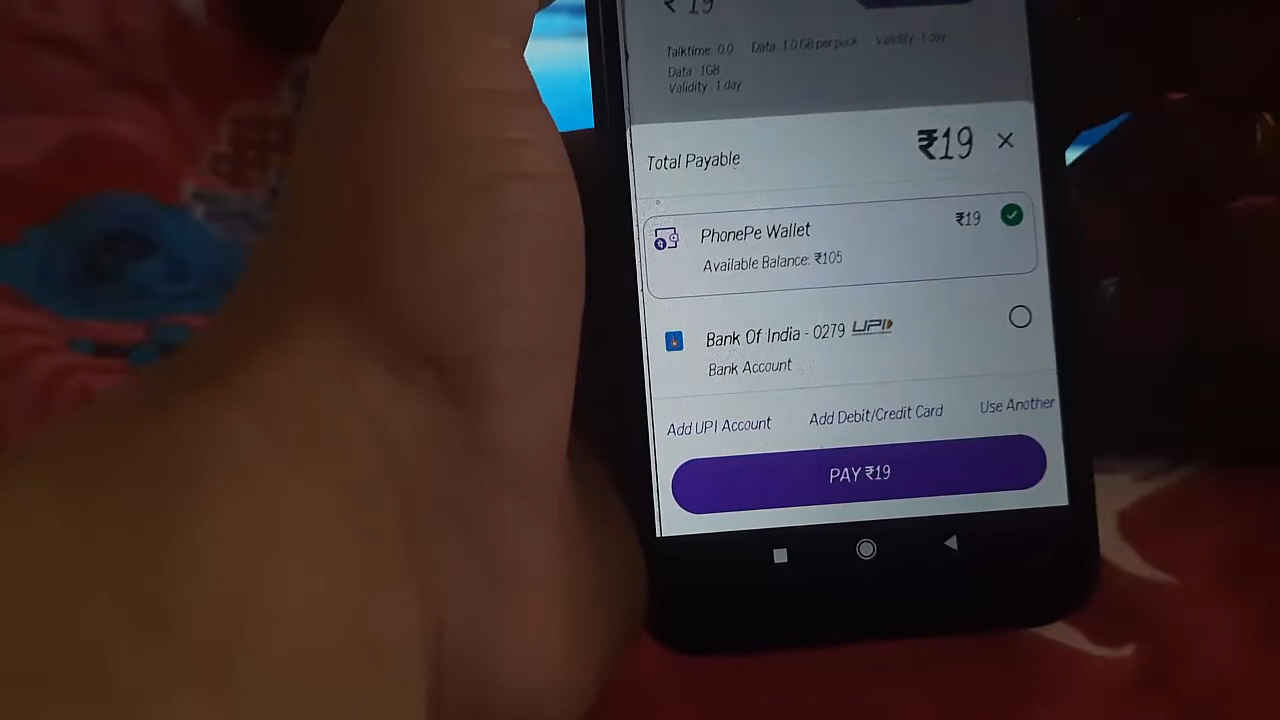 ₹ 19
Talktime: 0.0 Data: 1.0 GB per pack Validity: 1 day
Data : 1GB
Validity : 1 day
Total Payable ₹19 ×
PhonePe Wallet ₹19
Available Balance: ₹105
Bank Of India - 0279 UPI
Bank Account
Add UPI Account Add Debit/Credit Card Use Another
PAY ₹19